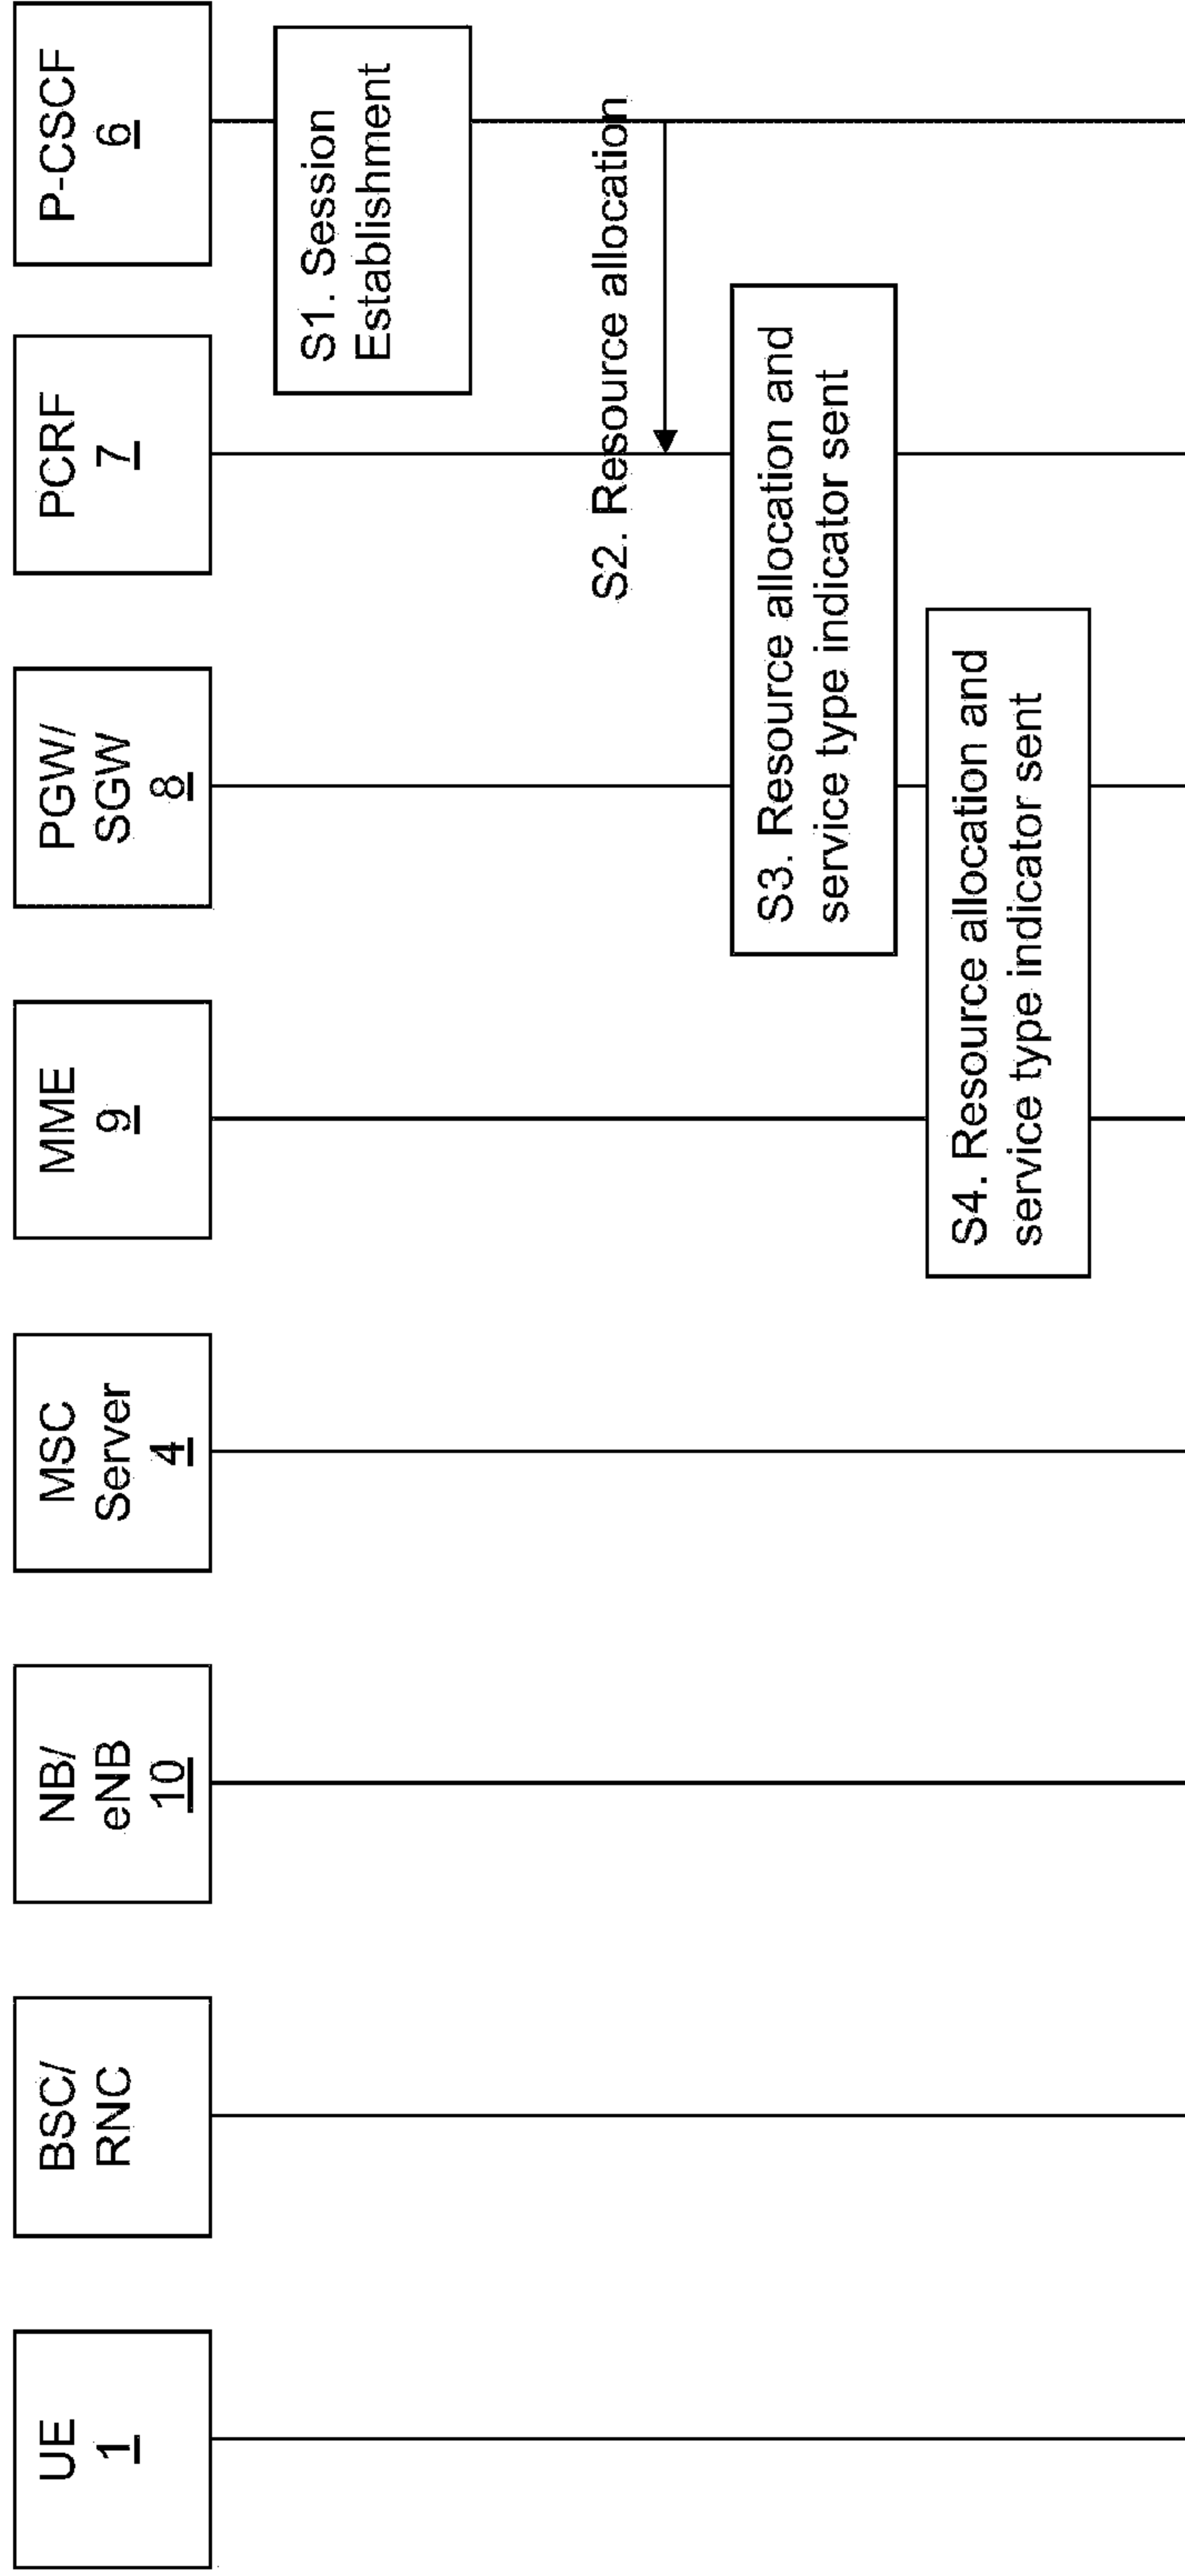 UE
1
BSC/
RNC
NB/
eNB
10
MSC
Server
4
MME
9
PGW/
SGW
8
PCRF
7
P-CSCF
6
S1. Session
Establishment
S2. Resource allocation
S3. Resource allocation and
service type indicator sent
S4. Resource allocation and
service type indicator sent